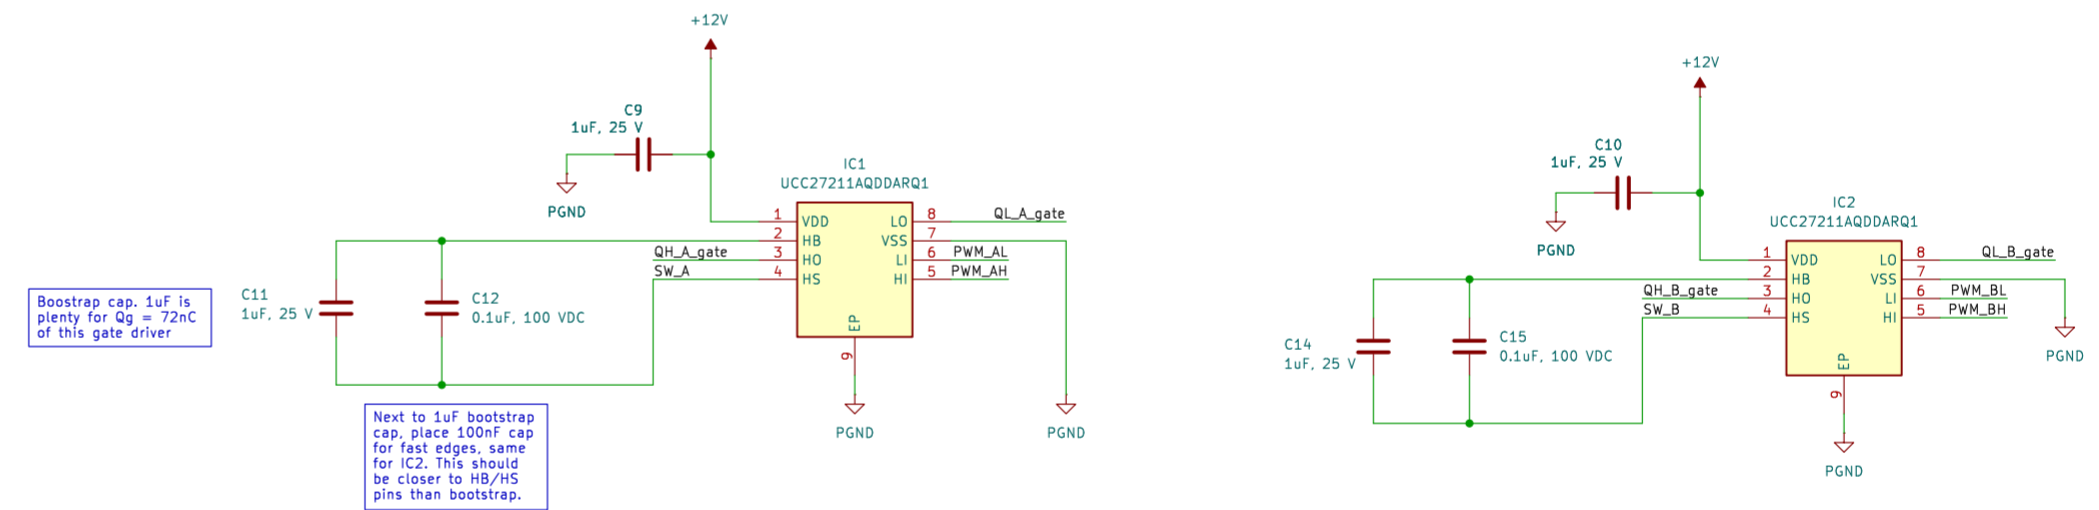 +12V
C9
1uF, 25 V
PGND
IC1
UCC27211AQDDARQ1
1 VDD LO 8 QL_A_gate
2 HB VSS 7
QH_A_gate 3 HO LI 6 PWM_AL
SW_A 4 HS HI 5 PWM_AH
EP
9
PGND
PGND
C11
1uF, 25 V
C12
0.1uF, 100 VDC
Boostrap cap. 1uF is
plenty for Qg = 72nC
of this gate driver
Next to 1uF bootstrap
cap, place 100nF cap
for fast edges, same
for IC2. This should
be closer to HB/HS
pins than bootstrap.
+12V
C10
1uF, 25 V
PGND
IC2
UCC27211AQDDARQ1
1 VDD LO 8 QL_B_gate
2 HB VSS 7
QH_B_gate 3 HO LI 6 PWM_BL
SW_B 4 HS HI 5 PWM_BH
EP
9
PGND
PGND
C14
1uF, 25 V
C15
0.1uF, 100 VDC